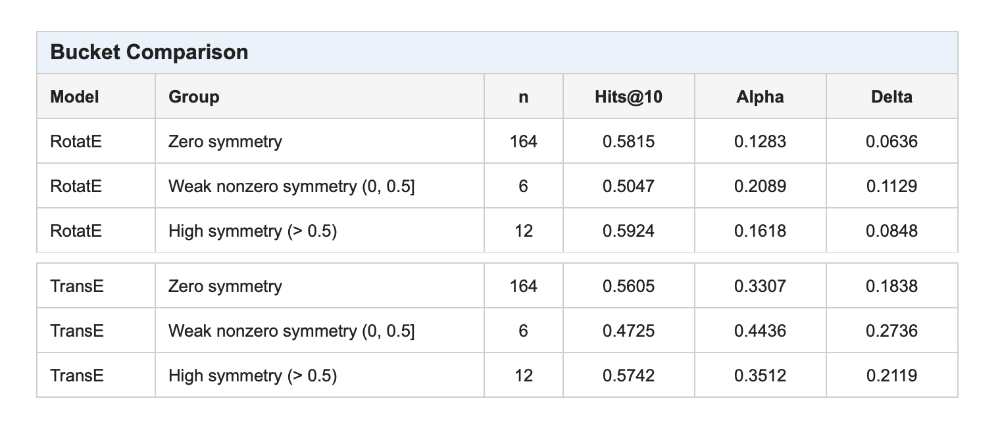 Bucket Comparison
Model Group n Hits@10 Alpha Delta
RotatE Zero symmetry 164 0.5815 0.1283 0.0636
RotatE Weak nonzero symmetry (0, 0.5] 6 0.5047 0.2089 0.1129
RotatE High symmetry (> 0.5) 12 0.5924 0.1618 0.0848
TransE Zero symmetry 164 0.5605 0.3307 0.1838
TransE Weak nonzero symmetry (0, 0.5] 6 0.4725 0.4436 0.2736
TransE High symmetry (> 0.5) 12 0.5742 0.3512 0.2119